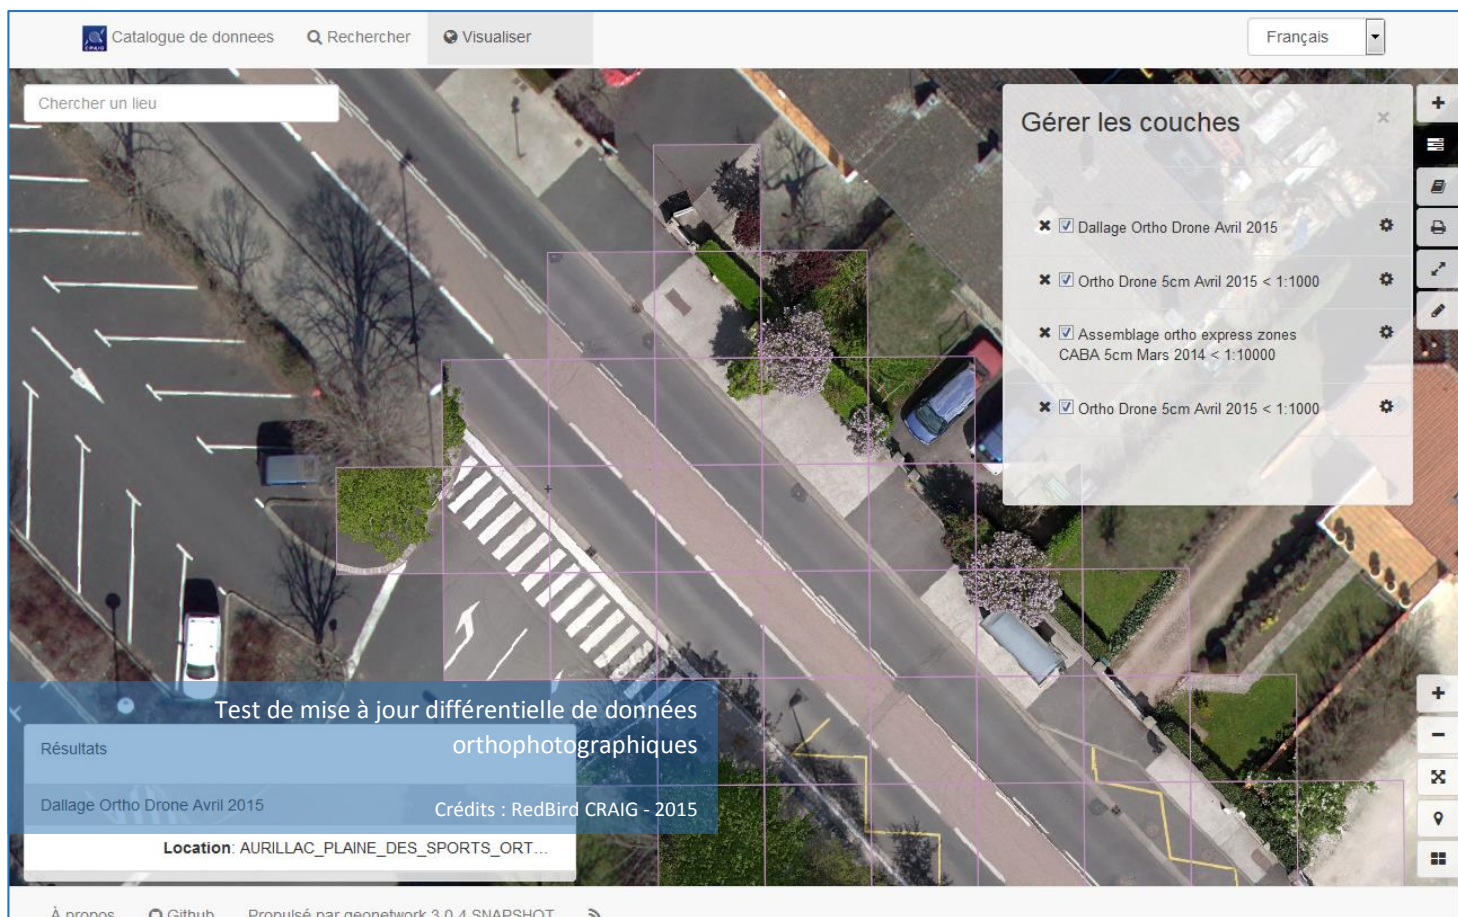 CRAIG Catalogue de donnees Rechercher Visualiser Français
Chercher un lieu
Gérer les couches
Dallage Ortho Drone Avril 2015
Ortho Drone 5cm Avril 2015 < 1:1000
Assemblage ortho express zones
CABA 5cm Mars 2014 < 1:10000
Ortho Drone 5cm Avril 2015 < 1:1000
Test de mise à jour différentielle de données
orthophotographiques
Résultats
Dallage Ortho Drone Avril 2015
Crédits : RedBird CRAIG - 2015
Location: AURILLAC_PLAINE_DES_SPORTS_ORT...
À propos Github Propulsé par geonetwork 3.0.4.SNAPSHOT